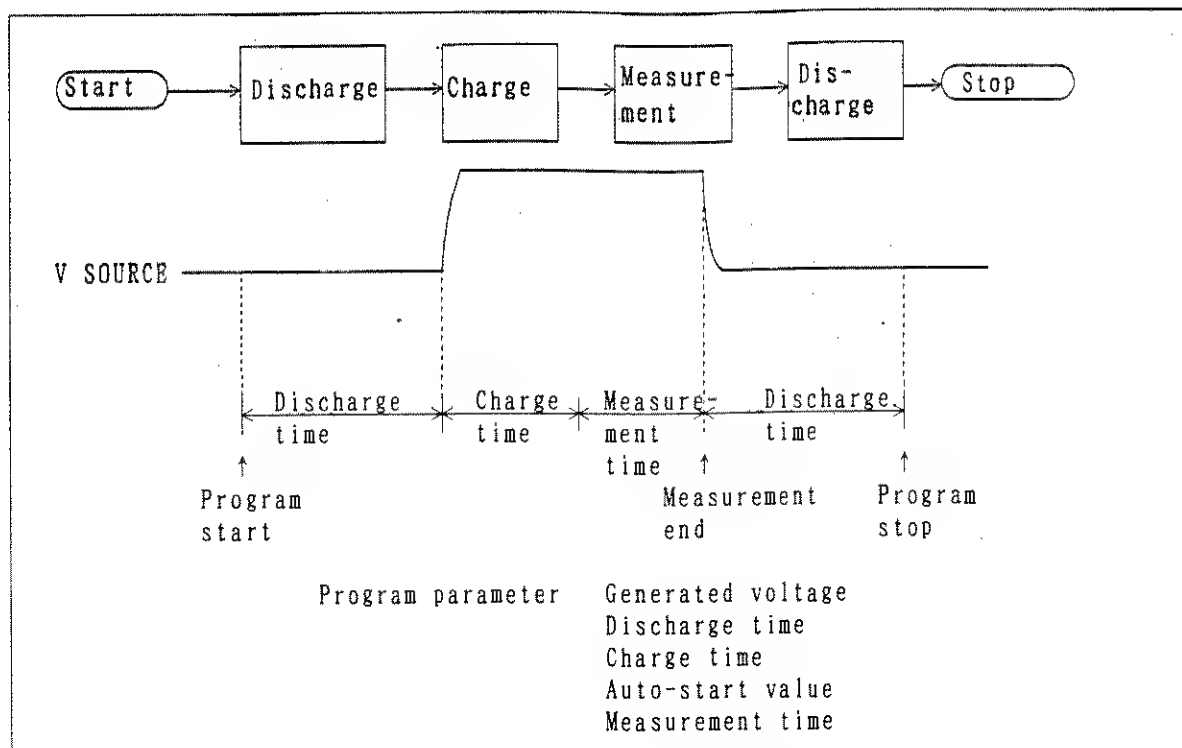 Start
Discharge
Charge
Measure-
ment
Dis-
charge
Stop
V SOURCE
Discharge
time
Charge
time
Measure-
ment
time
Discharge
time
Program
start
Measurement
end
Program
stop
Program parameter
Generated voltage
Discharge time
Charge time
Auto-start value
Measurement time